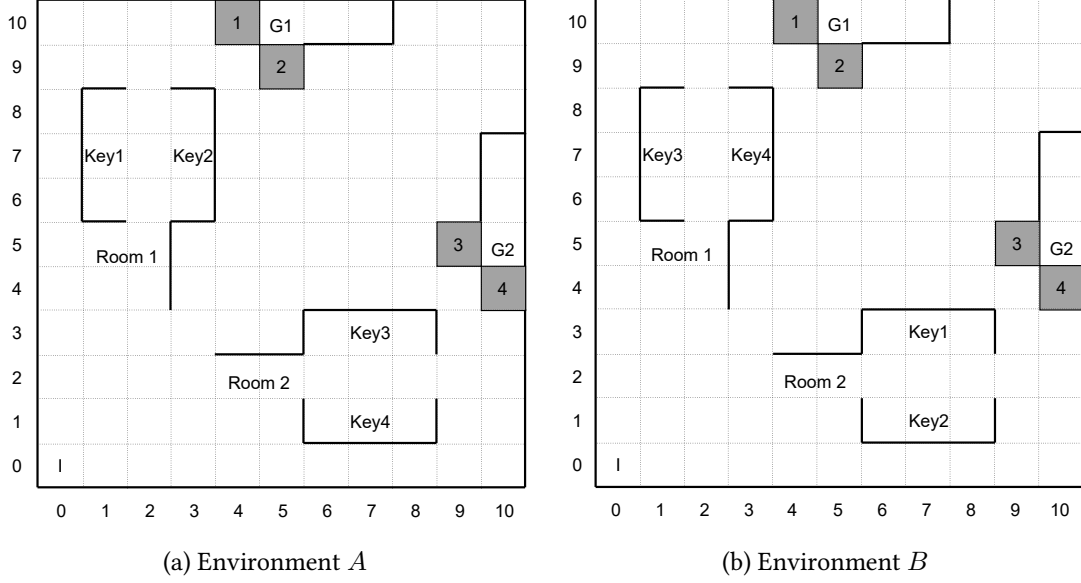 10 1 G1
9 2
8
7 Key1 Key2
6
5 Room 1 3 G2
4 4
3 Key3
2 Room 2
1 Key4
0 I
0 1 2 3 4 5 6 7 8 9 10
(a) Environment A
10 1 G1
9 2
8
7 Key3 Key4
6
5 Room 1 3 G2
4 4
3 Key1
2 Room 2
1 Key2
0 I
0 1 2 3 4 5 6 7 8 9 10
(b) Environment B